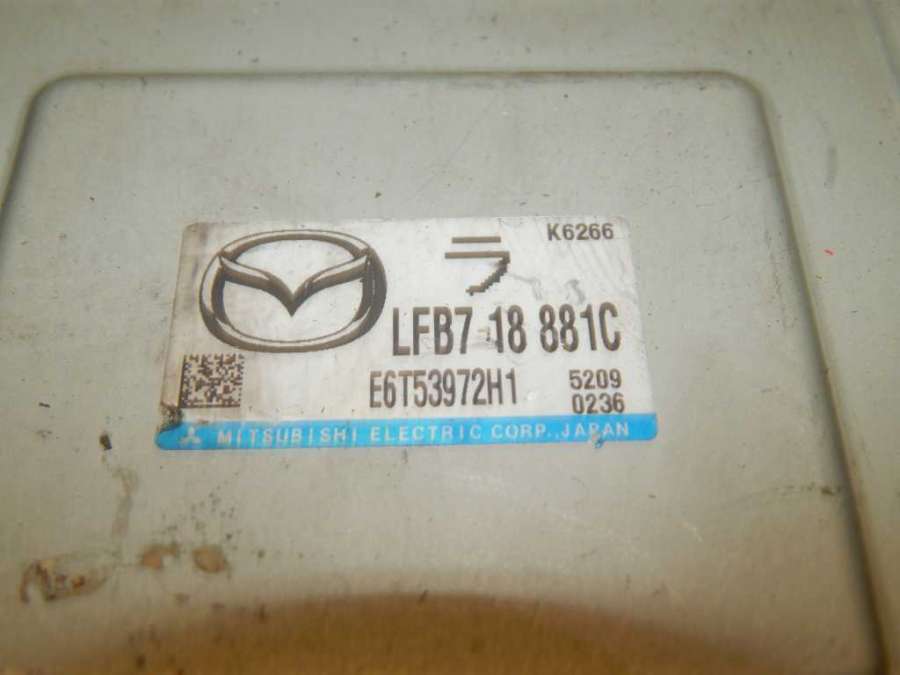 K6266
ラ
LFB7 18 881C
E6T53972H1 5209
0236
MITSUBISHI ELECTRIC CORP., JAPAN